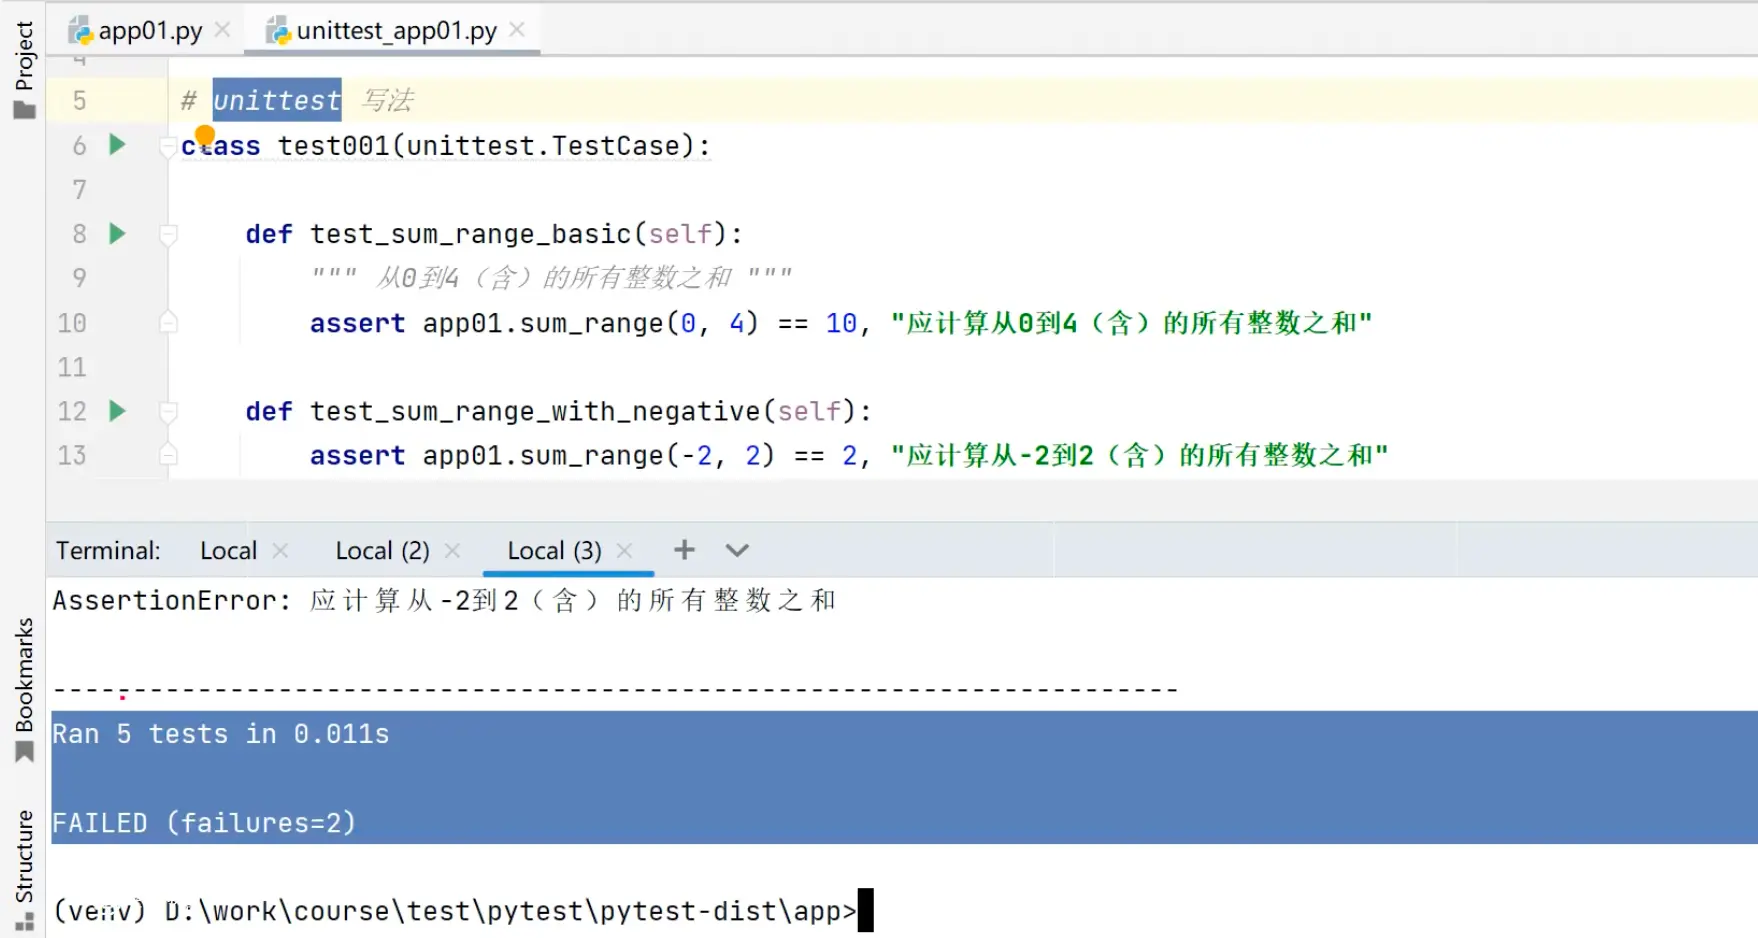 Project
app01.py
unittest_app01.py
4
5 # unittest 写法
6 class test001(unittest.TestCase):
7
8 def test_sum_range_basic(self):
9 """ 从0到4（含）的所有整数之和 """
10 assert app01.sum_range(0, 4) == 10, "应计算从0到4（含）的所有整数之和"
11
12 def test_sum_range_with_negative(self):
13 assert app01.sum_range(-2, 2) == 2, "应计算从-2到2（含）的所有整数之和"
Terminal: Local Local (2) Local (3)
AssertionError: 应计算从-2到2（含）的所有整数之和
----------------------------------------------------------------------
Ran 5 tests in 0.011s
FAILED (failures=2)
(venv) D:\work\course\test\pytest\pytest-dist\app>
Bookmarks
Structure